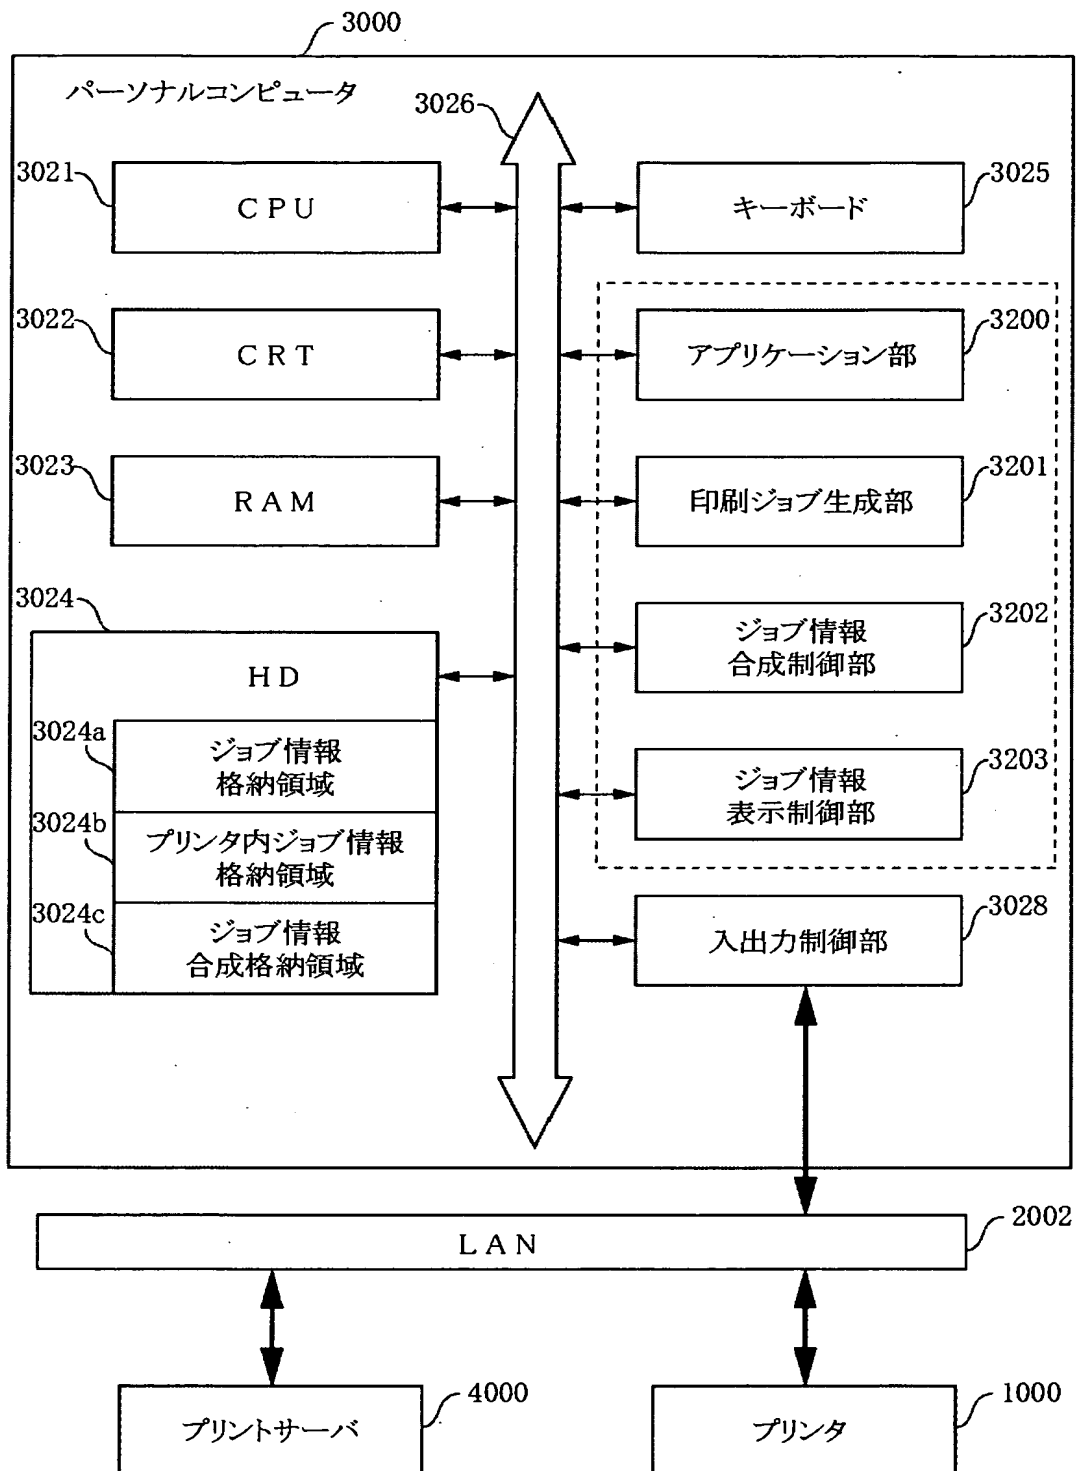 3000
パーソナルコンピュータ
3026
3021
CPU
3025
キーボード
3022
CRT
3200
アプリケーション部
3023
RAM
3201
印刷ジョブ生成部
3024
HD
3202
ジョブ情報
合成制御部
3024a
ジョブ情報
格納領域
3203
ジョブ情報
表示制御部
3024b
プリンタ内ジョブ情報
格納領域
3024c
ジョブ情報
合成格納領域
3028
入出力制御部
2002
LAN
4000
プリントサーバ
1000
プリンタ